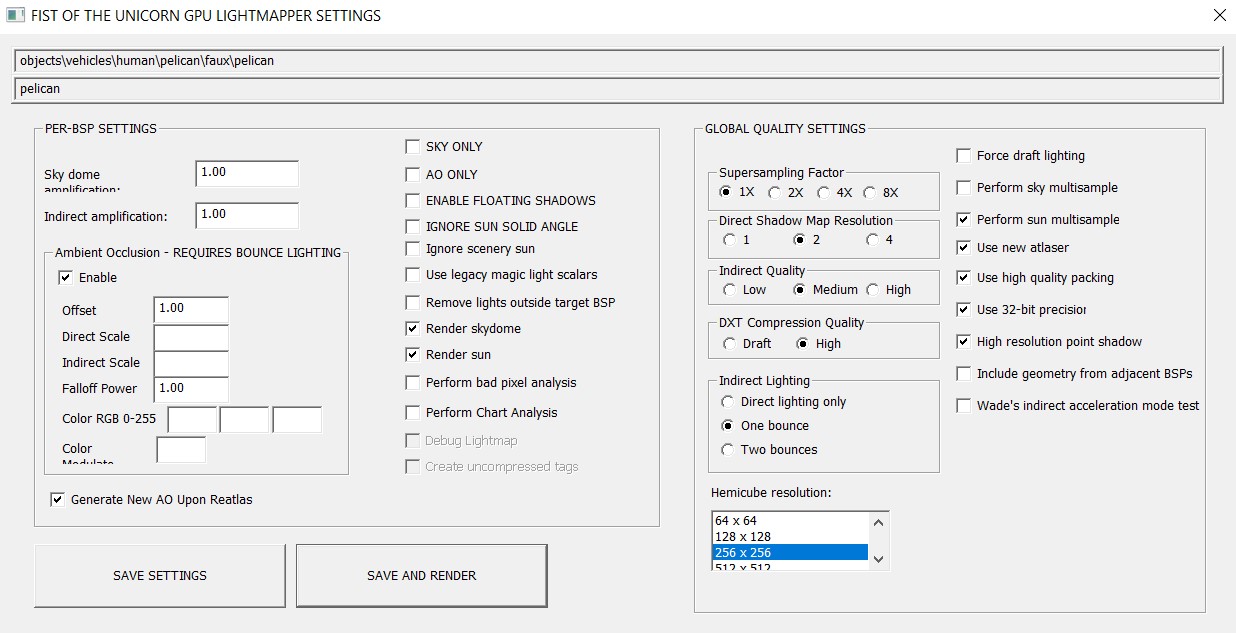 FIST OF THE UNICORN GPU LIGHTMAPPER SETTINGS
objects\vehicles\human\pelican\faux\pelican
pelican
PER-BSP SETTINGS
Sky dome
amplification:
1.00
Indirect amplification:
1.00
Ambient Occlusion - REQUIRES BOUNCE LIGHTING
Enable
Offset
1.00
Direct Scale
Indirect Scale
Falloff Power
1.00
Color RGB 0-255
Color
Modulate
Generate New AO Upon Reatlas
SKY ONLY
AO ONLY
ENABLE FLOATING SHADOWS
IGNORE SUN SOLID ANGLE
Ignore scenery sun
Use legacy magic light scalars
Remove lights outside target BSP
Render skydome
Render sun
Perform bad pixel analysis
Perform Chart Analysis
Debug Lightmap
Create uncompressed tags
SAVE SETTINGS
SAVE AND RENDER
GLOBAL QUALITY SETTINGS
Supersampling Factor
1X 2X 4X 8X
Direct Shadow Map Resolution
1 2 4
Indirect Quality
Low Medium High
DXT Compression Quality
Draft High
Indirect Lighting
Direct lighting only
One bounce
Two bounces
Hemicube resolution:
64 x 64
128 x 128
256 x 256
512 x 512
Force draft lighting
Perform sky multisample
Perform sun multisample
Use new atlaser
Use high quality packing
Use 32-bit precision
High resolution point shadow
Include geometry from adjacent BSPs
Wade's indirect acceleration mode test